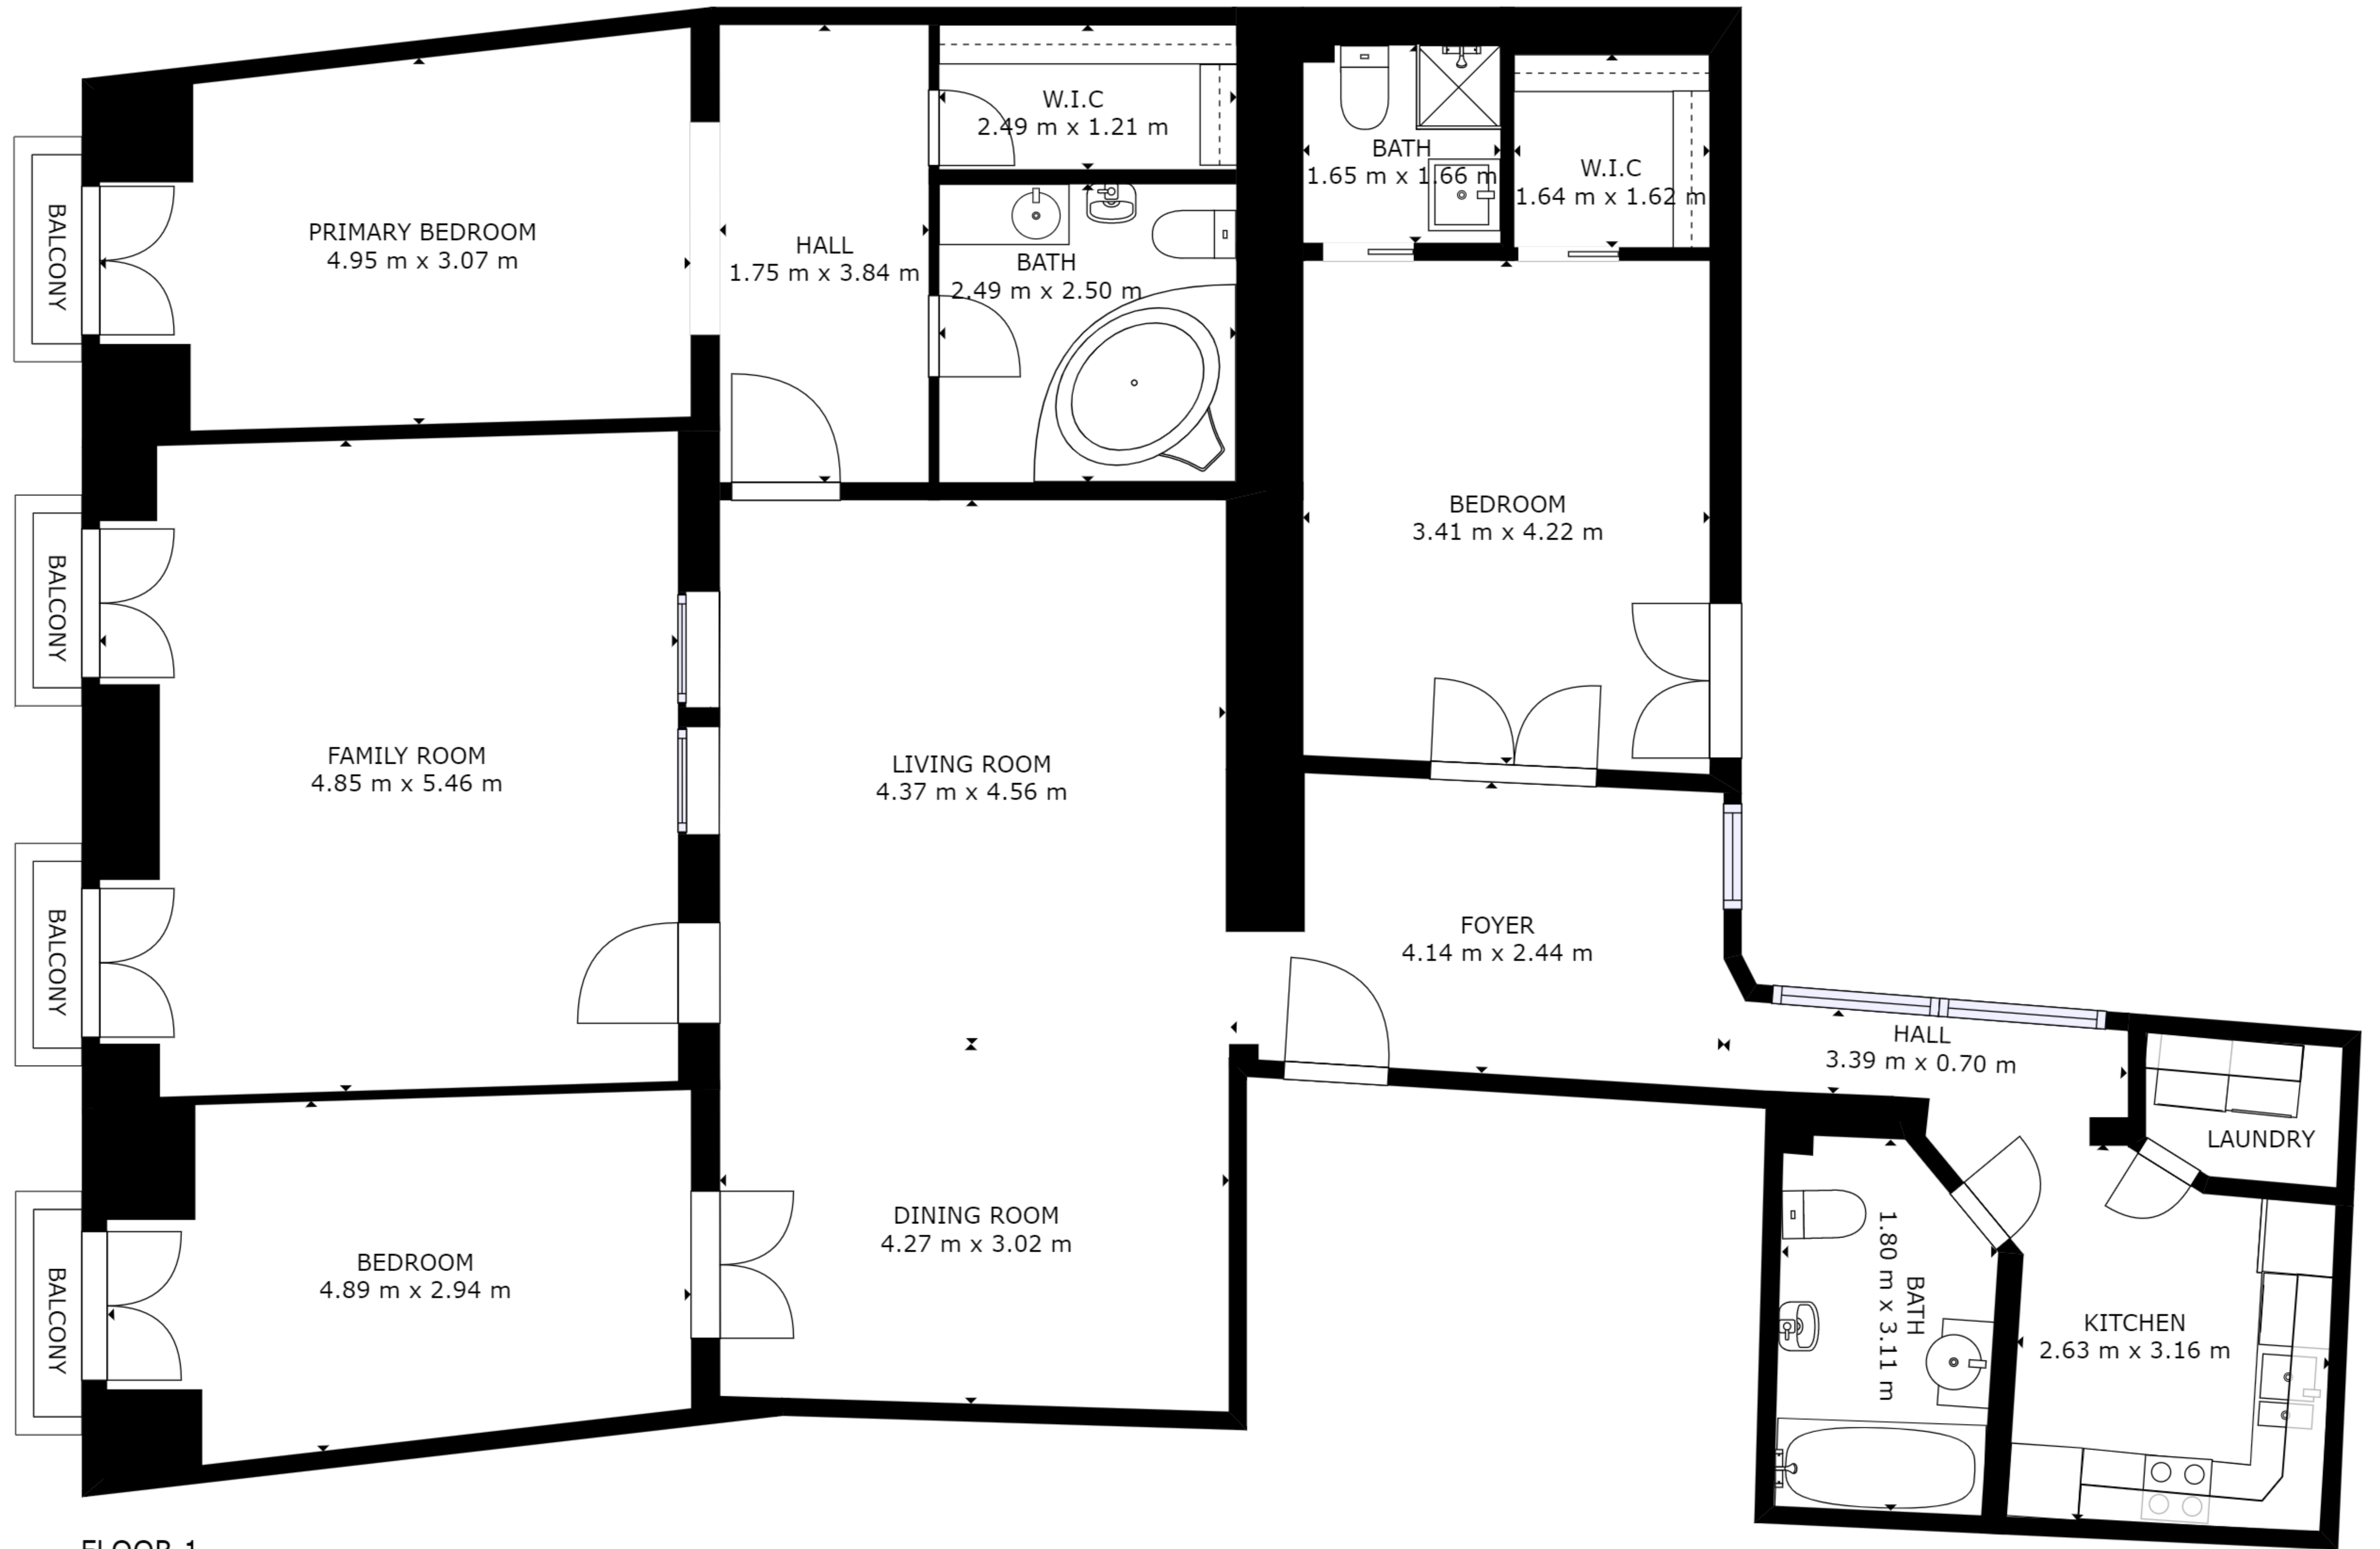 BALCONY
PRIMARY BEDROOM
4.95 m x 3.07 m
HALL
1.75 m x 3.84 m
W.I.C
2.49 m x 1.21 m
BATH
2.49 m x 2.50 m
BATH
1.65 m x 1.66 m
W.I.C
1.64 m x 1.62 m
BEDROOM
3.41 m x 4.22 m
BALCONY
FAMILY ROOM
4.85 m x 5.46 m
LIVING ROOM
4.37 m x 4.56 m
BALCONY
FOYER
4.14 m x 2.44 m
HALL
3.39 m x 0.70 m
LAUNDRY
BALCONY
BEDROOM
4.89 m x 2.94 m
DINING ROOM
4.27 m x 3.02 m
BATH
1.80 m x 3.11 m
KITCHEN
2.63 m x 3.16 m
FLOOR 1